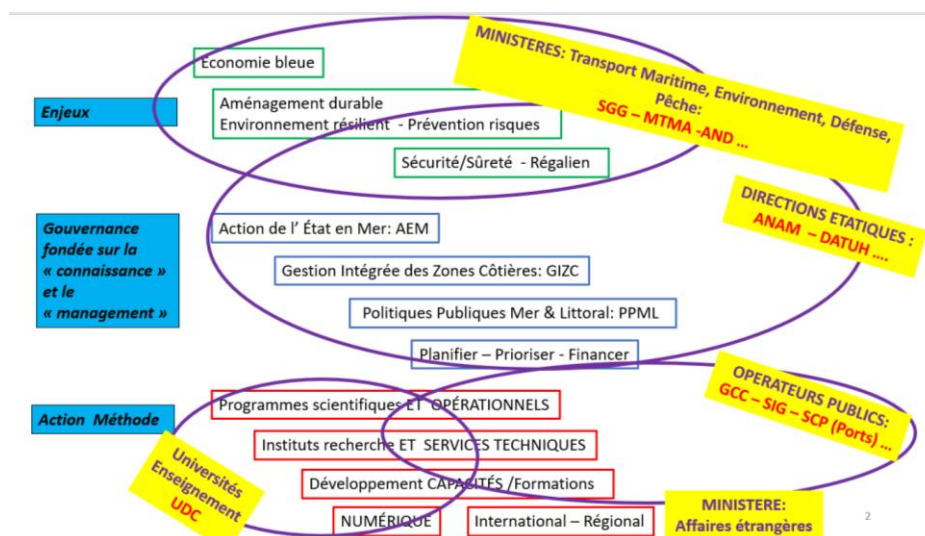 MINISTERES: Transport Maritime, Environnement, Défense,
Pêche:
SGG – MTMA -AND ...
Economie bleue
Enjeux
Aménagement durable
Environnement résilient - Prévention risques
Sécurité/Sûreté - Régalien
DIRECTIONS ETATIQUES :
ANAM – DATUH ....
Gouvernance
fondée sur la
« connaissance »
et le
« management »
Action de l’ État en Mer: AEM
Gestion Intégrée des Zones Côtières: GIZC
Politiques Publiques Mer & Littoral: PPML
Planifier – Prioriser - Financer
OPERATEURS PUBLICS:
GCC – SIG – SCP (Ports) ...
Action Méthode
Programmes scientifiques ET OPÉRATIONNELS
Instituts recherche ET SERVICES TECHNIQUES
Développement CAPACITÉS /Formations
NUMÉRIQUE
International – Régional
Universités
Enseignement
UDC
MINISTERE:
Affaires étrangères
2